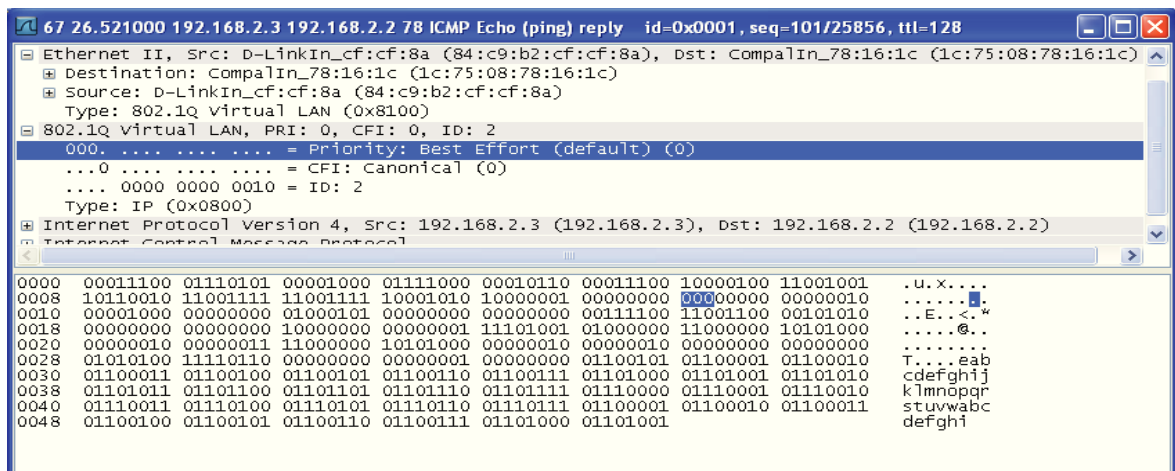 67 26.521000 192.168.2.3 192.168.2.2 78 ICMP Echo (ping) reply id=0x0001, seq=101/25856, ttl=128
Ethernet II, Src: D-LinkIn_cf:cf:8a (84:c9:b2:cf:cf:8a), Dst: CompalIn_78:16:1c (1c:75:08:78:16:1c)
Destination: CompalIn_78:16:1c (1c:75:08:78:16:1c)
Source: D-LinkIn_cf:cf:8a (84:c9:b2:cf:cf:8a)
Type: 802.1Q Virtual LAN (0x8100)
802.1Q Virtual LAN, PRI: 0, CFI: 0, ID: 2
000. .... .... .... = Priority: Best Effort (default) (0)
...0 .... .... .... = CFI: Canonical (0)
.... 0000 0000 0010 = ID: 2
Type: IP (0x0800)
Internet Protocol Version 4, Src: 192.168.2.3 (192.168.2.3), Dst: 192.168.2.2 (192.168.2.2)
Internet Control Message Protocol
0000 00011100 01110101 00001000 01111000 00010110 00011100 10000100 11001001 .u.x....
0008 10110010 11001111 11001111 10001010 10000001 00000000 00000000 00000010 ........
0010 00001000 00000000 01000101 00000000 00000000 00111100 11001100 00101010 ..E..<.*
0018 00000000 00000000 10000000 00000001 11101001 01000000 11000000 10101000 .....@..
0020 00000010 00000011 11000000 10101000 00000010 00000010 00000000 00000000 ........
0028 01010100 11110110 00000000 00000001 00000000 01100101 01100001 01100010 T....eab
0030 01100011 01100100 01100101 01100110 01100111 01101000 01101001 01101010 cdefghij
0038 01101011 01101100 01101101 01101110 01101111 01110000 01110001 01110010 klmnopqr
0040 01110011 01110100 01110101 01110110 01110111 01100001 01100010 01100011 stuvwabc
0048 01100100 01100101 01100110 01100111 01101000 01101001 defghi